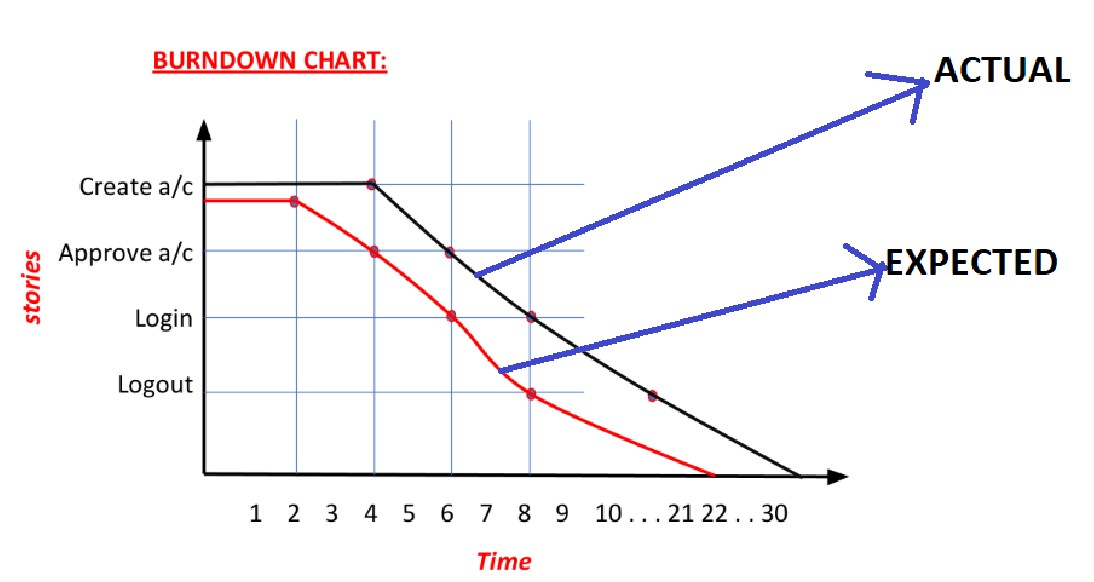 BURNDOWN CHART:
ACTUAL
Create a/c
Approve a/c
EXPECTED
stories
Login
Logout
1 2 3 4 5 6 7 8 9 10 . . . 21 22 . . 30
Time